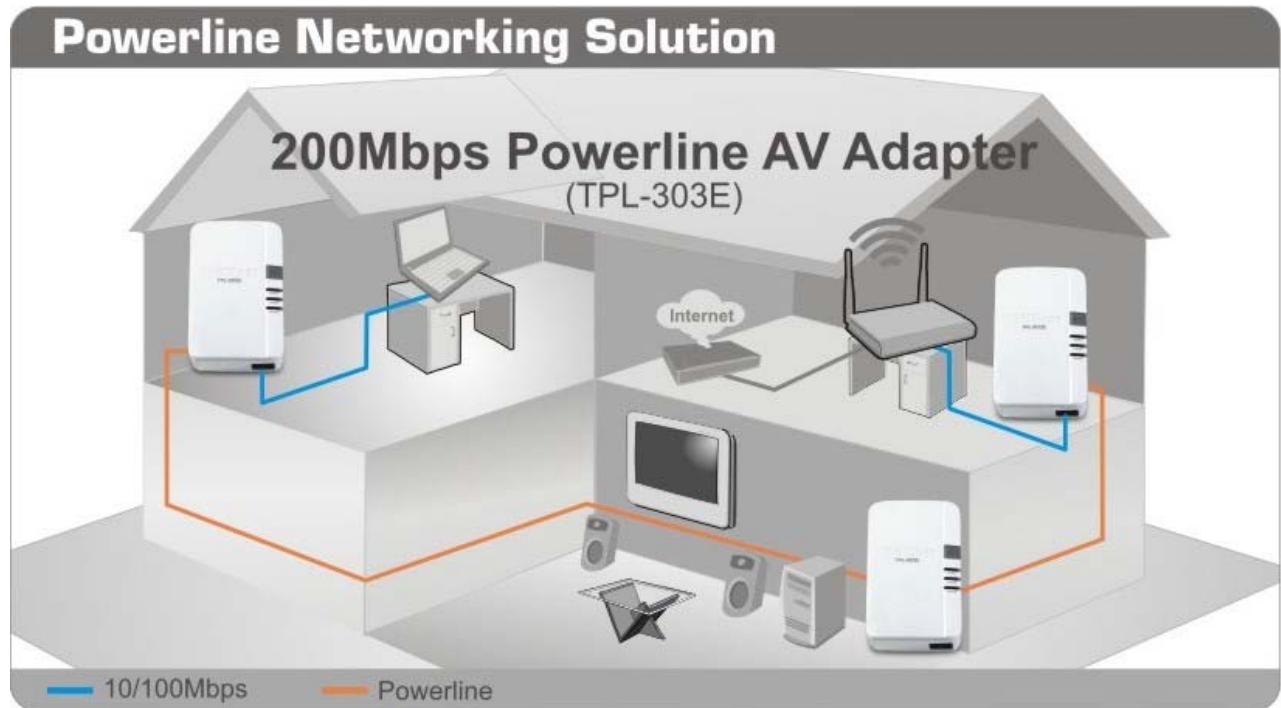 Powerline Networking Solution
200Mbps Powerline AV Adapter
(TPL-303E)
Internet
10/100Mbps
Powerline